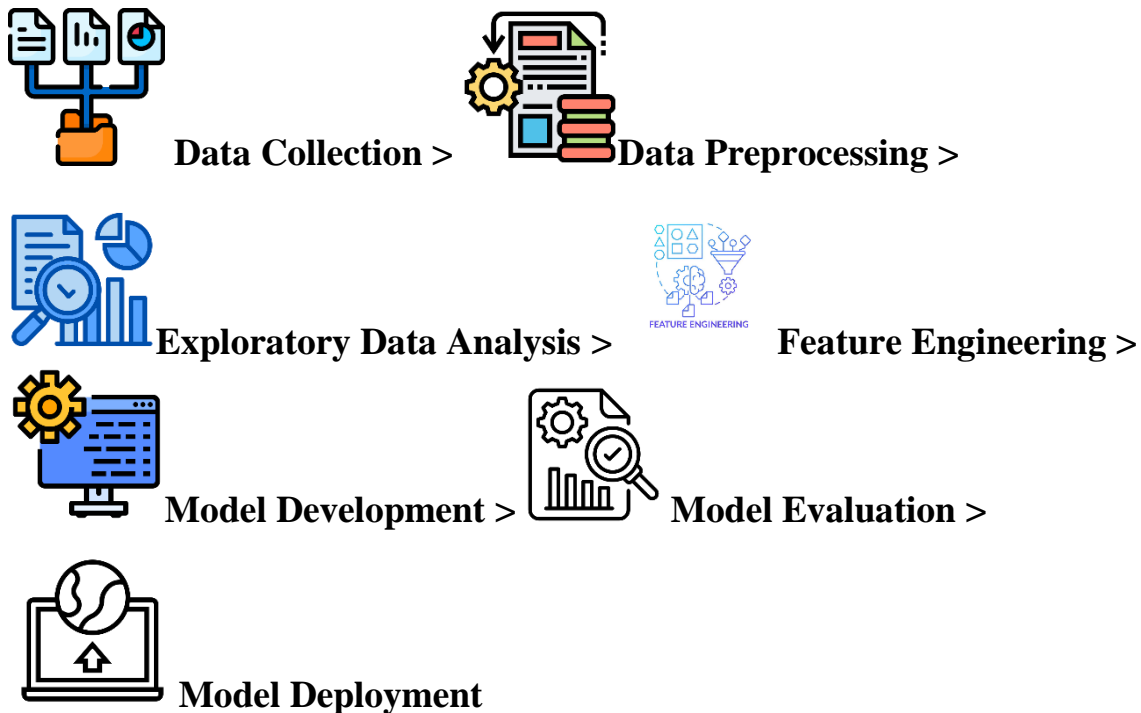 Data Collection > Data Preprocessing >
FEATURE ENGINEERING
Exploratory Data Analysis > Feature Engineering >
Model Development > Model Evaluation >
Model Deployment